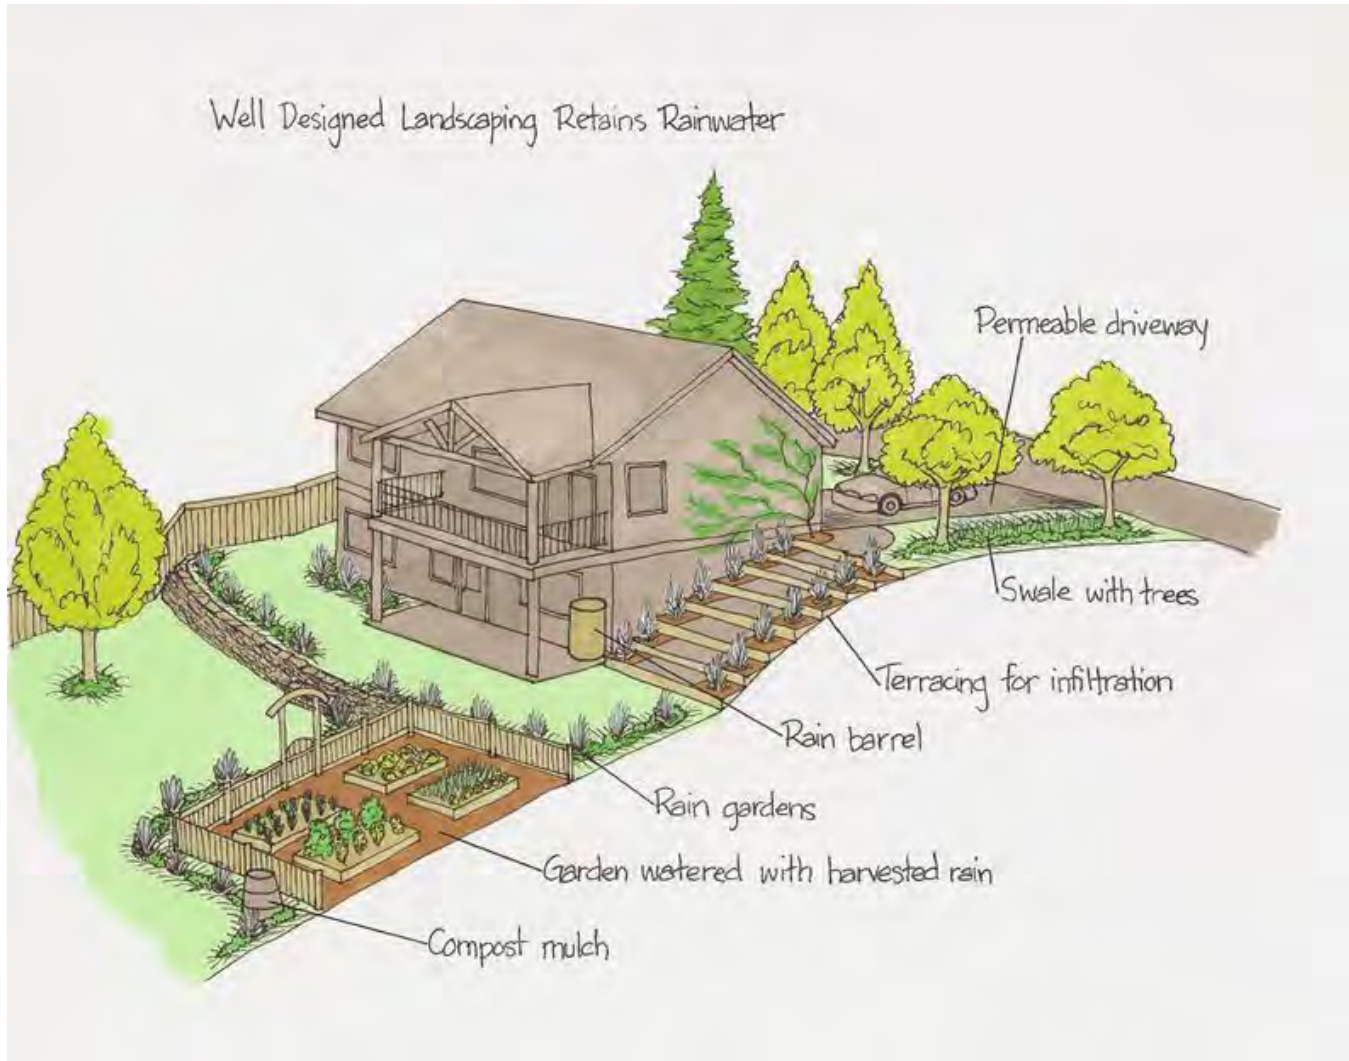 Well Designed Landscaping Retains Rainwater
Permeable driveway
Swale with trees
Terracing for infiltration
Rain barrel
Rain gardens
Garden watered with harvested rain
Compost mulch